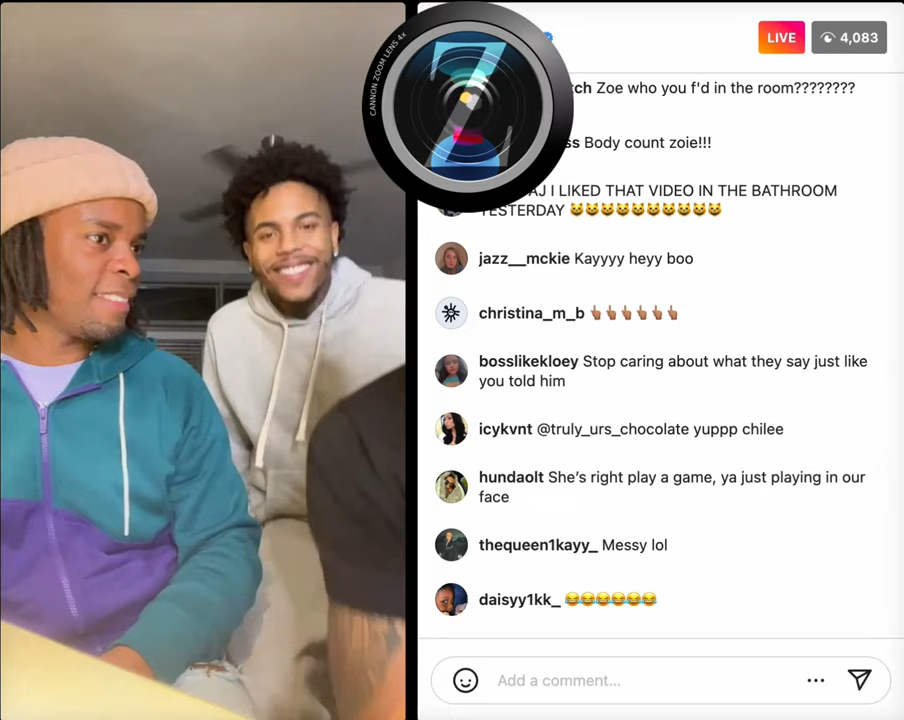 CANNON ZOOM LENS 4x
Z
LIVE 4,083
tch Zoe who you f'd in the room????????
ss Body count zoie!!!
AJ I LIKED THAT VIDEO IN THE BATHROOM
YESTERDAY 😺😺😺😺😺😺😺😺😺😺
jazz__mckie Kayyyy heyy boo
christina_m_b 👆🏽👆🏽👆🏽👆🏽👆🏽👆🏽
bosslikekloey Stop caring about what they say just like
you told him
icykvnt @truly_urs_chocolate yuppp chilee
hundaolt She’s right play a game, ya just playing in our
face
thequeen1kayy_ Messy lol
daisyy1kk_ 😂😂😂😂😂😂
Add a comment...